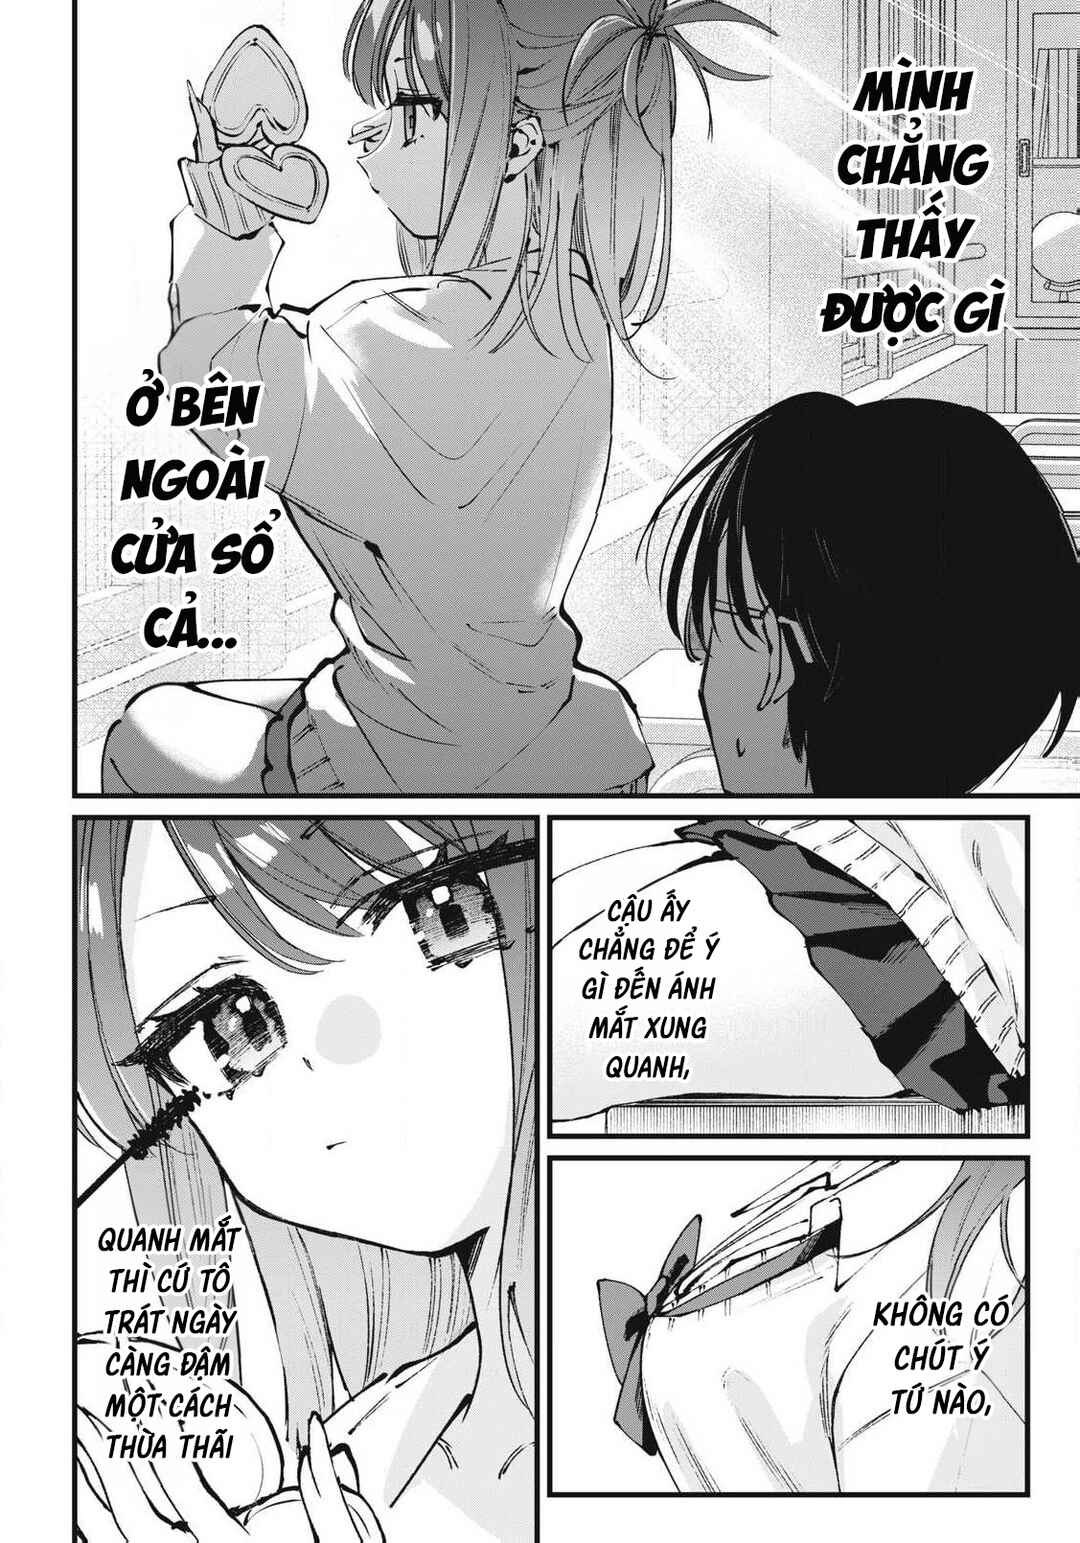 MÌNH
CHẲNG
THẤY
ĐƯỢC GÌ
Ở BÊN
NGOÀI
CỬA SỔ
CẢ...
CẬU ẤY
CHẲNG ĐỂ Ý
GÌ ĐẾN ÁNH
MẮT XUNG
QUANH,
KHÔNG CÓ
CHÚT Ý
TỨ NÀO,
QUANH MẮT
THÌ CỨ TÔ
TRÁT NGÀY
CÀNG ĐẬM
MỘT CÁCH
THỪA THÃI